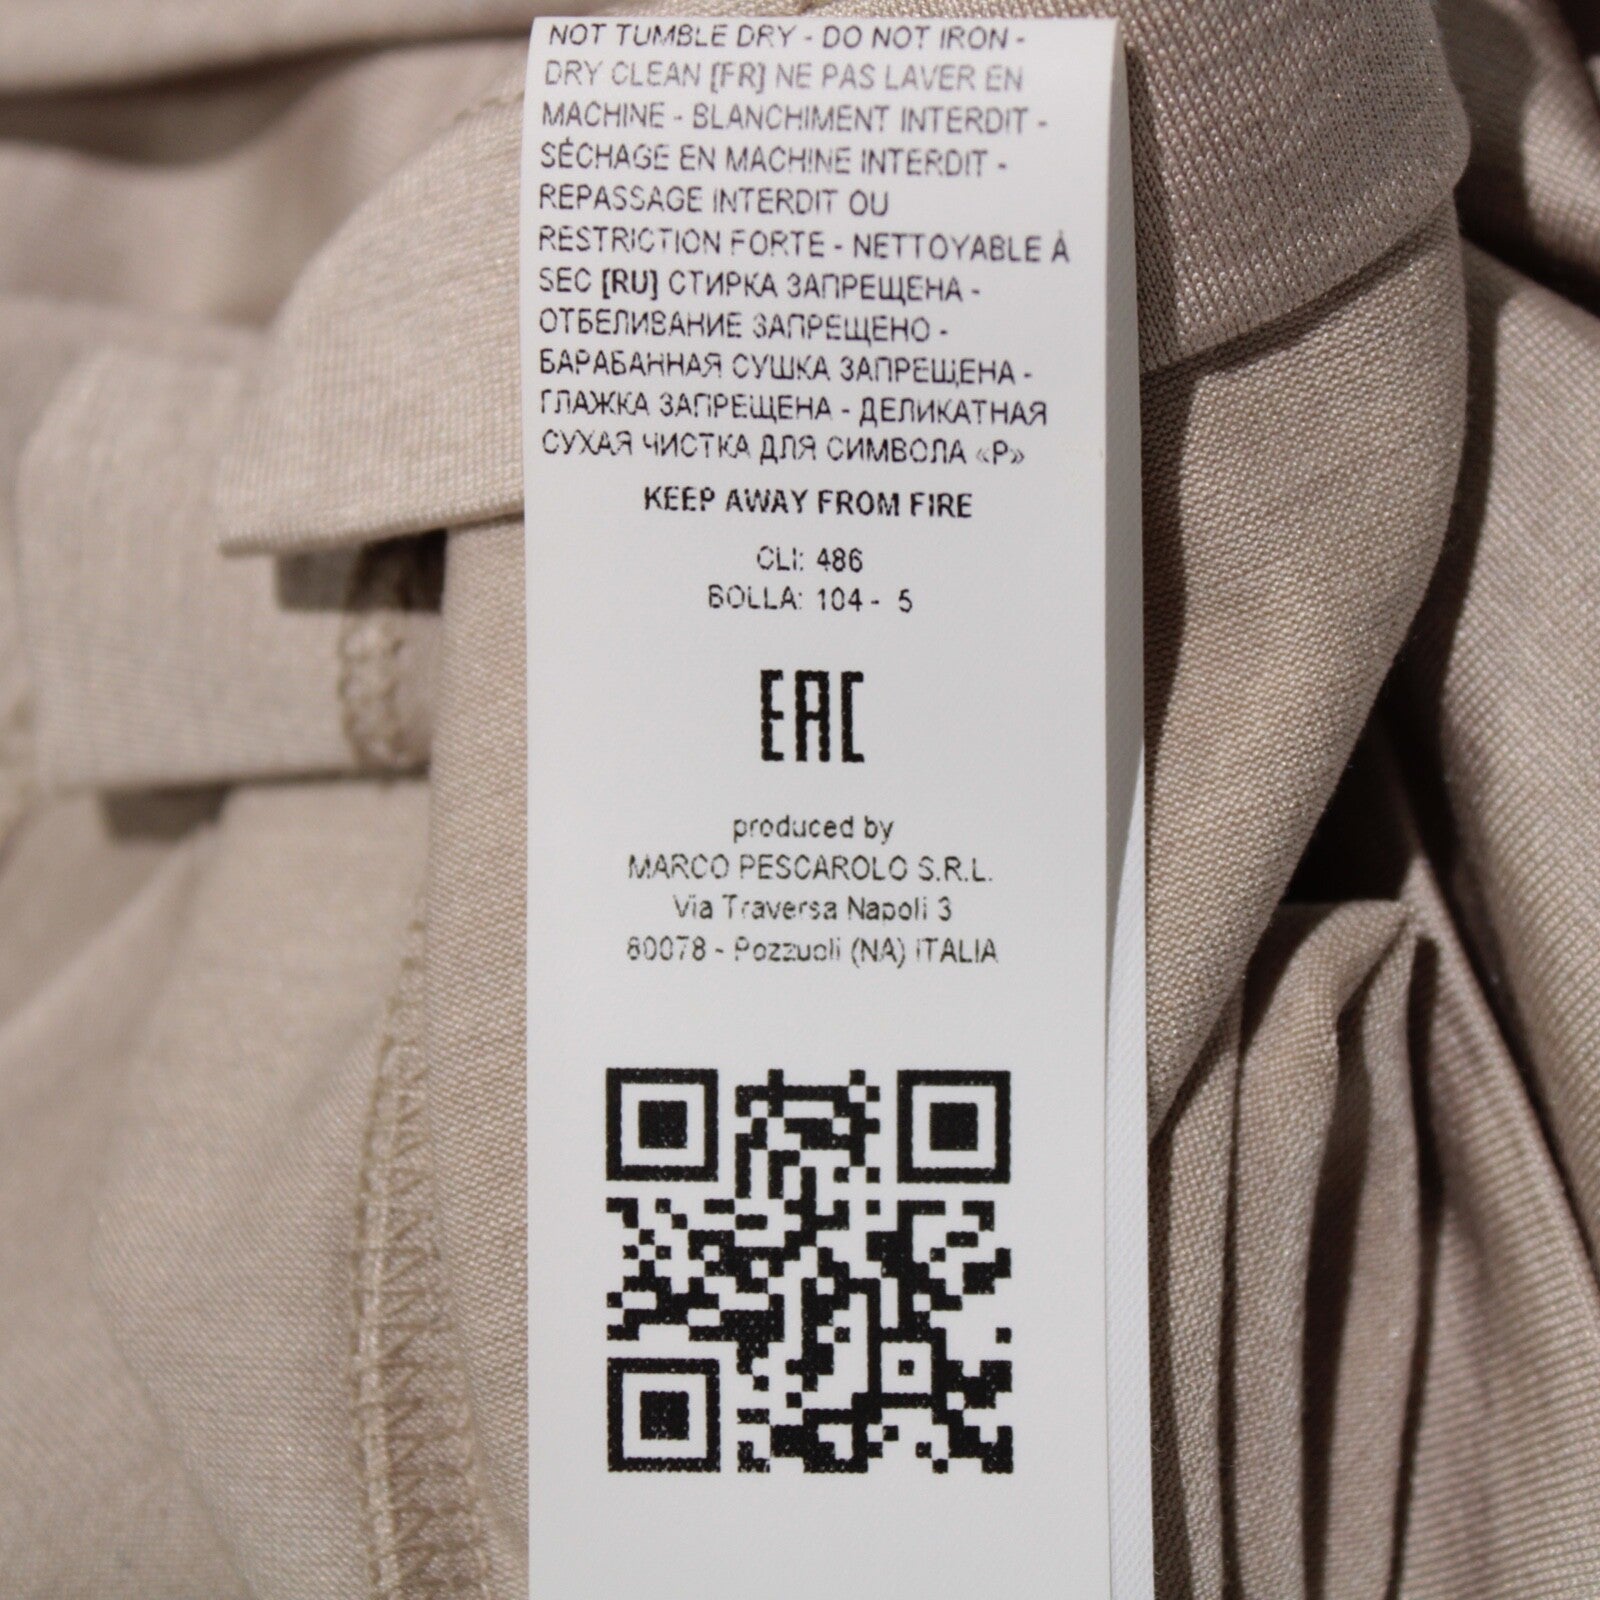 NOT TUMBLE DRY - DO NOT IRON -
DRY CLEAN [FR] NE PAS LAVER EN
MACHINE - BLANCHIMENT INTERDIT -
SÉCHAGE EN MACHINE INTERDIT -
REPASSAGE INTERDIT OU
RESTRICTION FORTE - NETTOYABLE À
SEC [RU] СТИРКА ЗАПРЕЩЕНА -
ОТБЕЛИВАНИЕ ЗАПРЕЩЕНО -
БАРАБАННАЯ СУШКА ЗАПРЕЩЕНА -
ГЛАЖКА ЗАПРЕЩЕНА - ДЕЛИКАТНАЯ
СУХАЯ ЧИСТКА ДЛЯ СИМВОЛА «P»
KEEP AWAY FROM FIRE
CLI: 486
BOLLA: 104 - 5
EAC
produced by
MARCO PESCAROLO S.R.L.
Via Traversa Napoli 3
80078 - Pozzuoli (NA) ITALIA